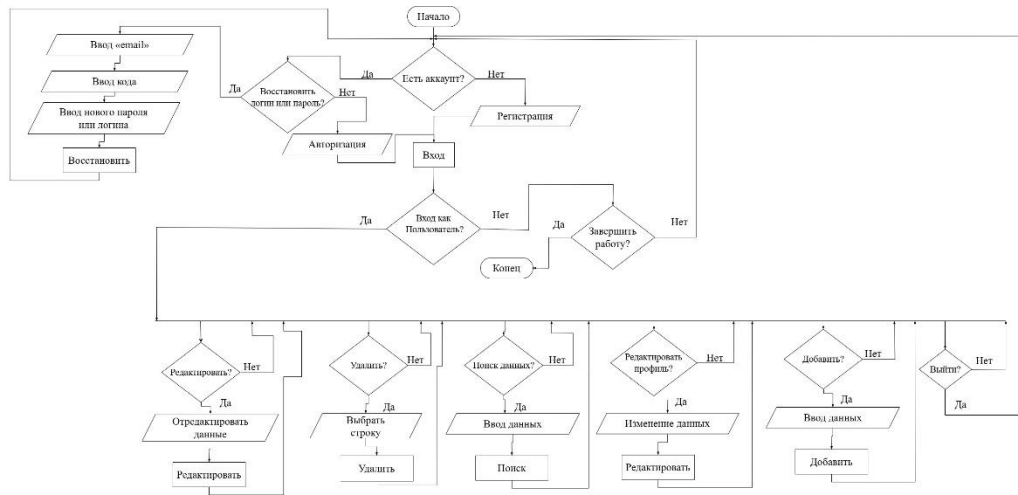 Начало
Ввод «email»
Есть аккаунт?
Да
Нет
Восстановить
логин или пароль?
Да
Нет
Ввод кода
Ввод нового пароля
или логина
Регистрация
Авторизация
Вход
Восстановить
Вход как
Пользователь?
Да
Нет
Завершить
работу?
Да
Нет
Конец
Редактировать?
Нет
Да
Отредактировать
данные
Редактировать
Удалить?
Нет
Да
Выбрать
строку
Удалить
Поиск данных?
Нет
Да
Ввод данных
Поиск
Редактировать
профиль?
Нет
Да
Изменение данных
Редактировать
Добавить?
Нет
Да
Ввод данных
Добавить
Выйти?
Нет
Да